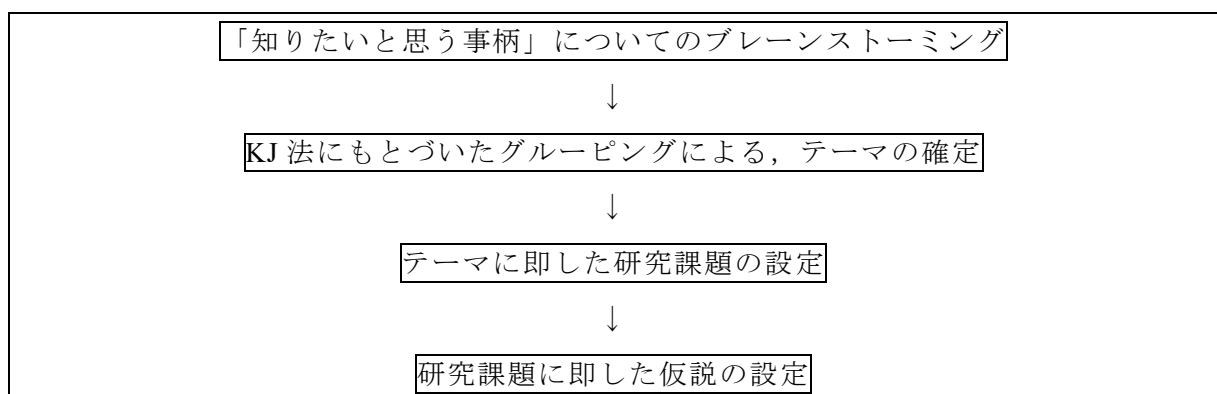 「知りたいと思う事柄」についてのブレーンストーミング
↓
KJ 法にもとづいたグルーピングによる，テーマの確定
↓
テーマに即した研究課題の設定
↓
研究課題に即した仮説の設定